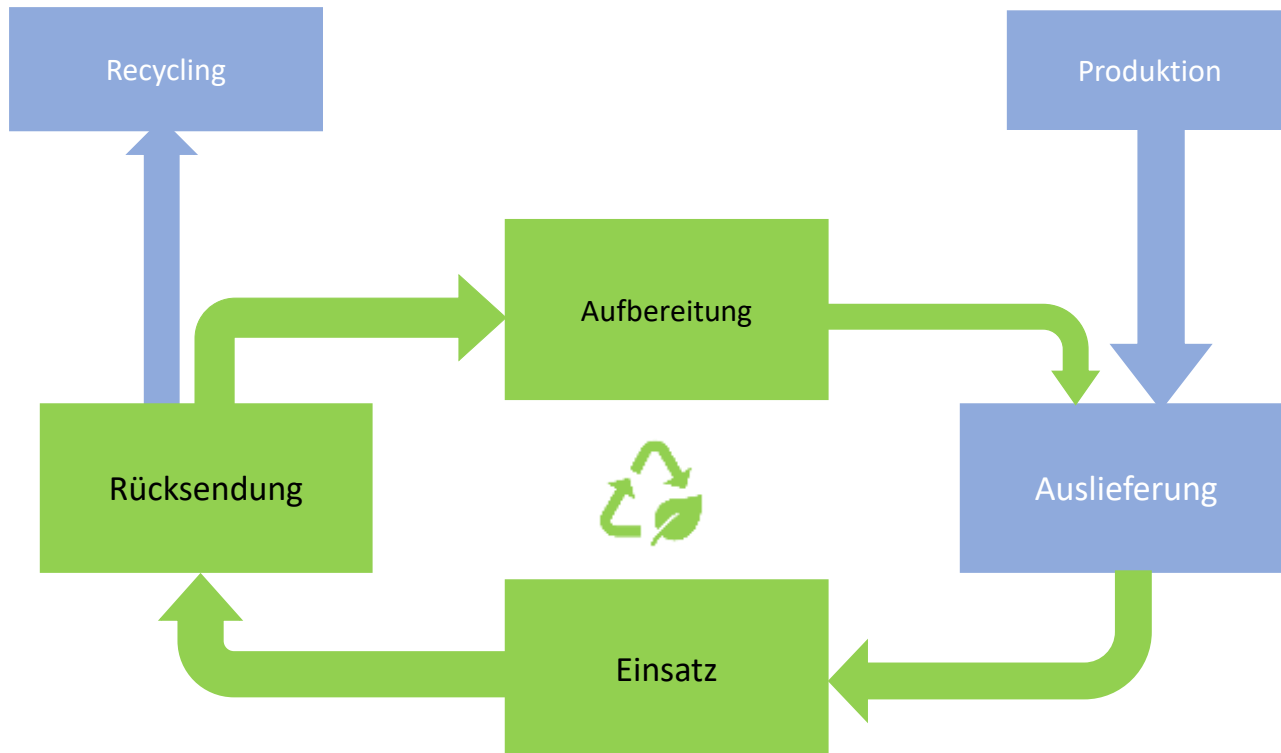 Recycling
Produktion
Aufbereitung
Rücksendung
Auslieferung
Einsatz